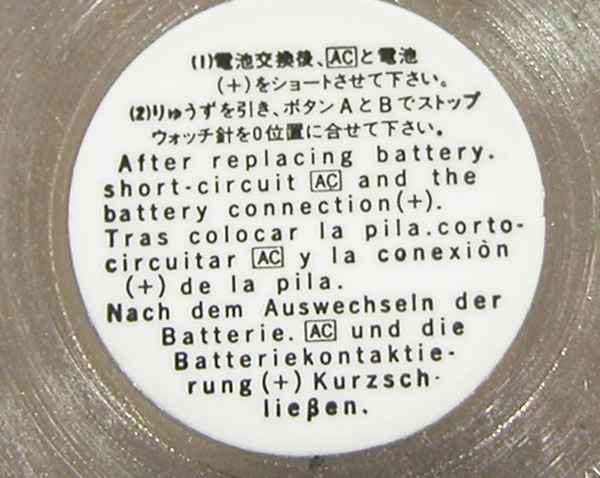 (1)電池交換後、ACと電池
(+)をショートさせて下さい。
(2)りゅうずを引き、ボタンAとBでストップ
ウォッチ針を0位置に合せて下さい。
After replacing battery.
short-circuit AC and the
battery connection(+).
Tras colocar la pila.corto-
circuitar AC y la conexiòn
(+) de la pila.
Nach dem Auswechseln der
Batterie. AC und die
Batteriekontaktie-
rung(+) Kurzsch-
ließen.